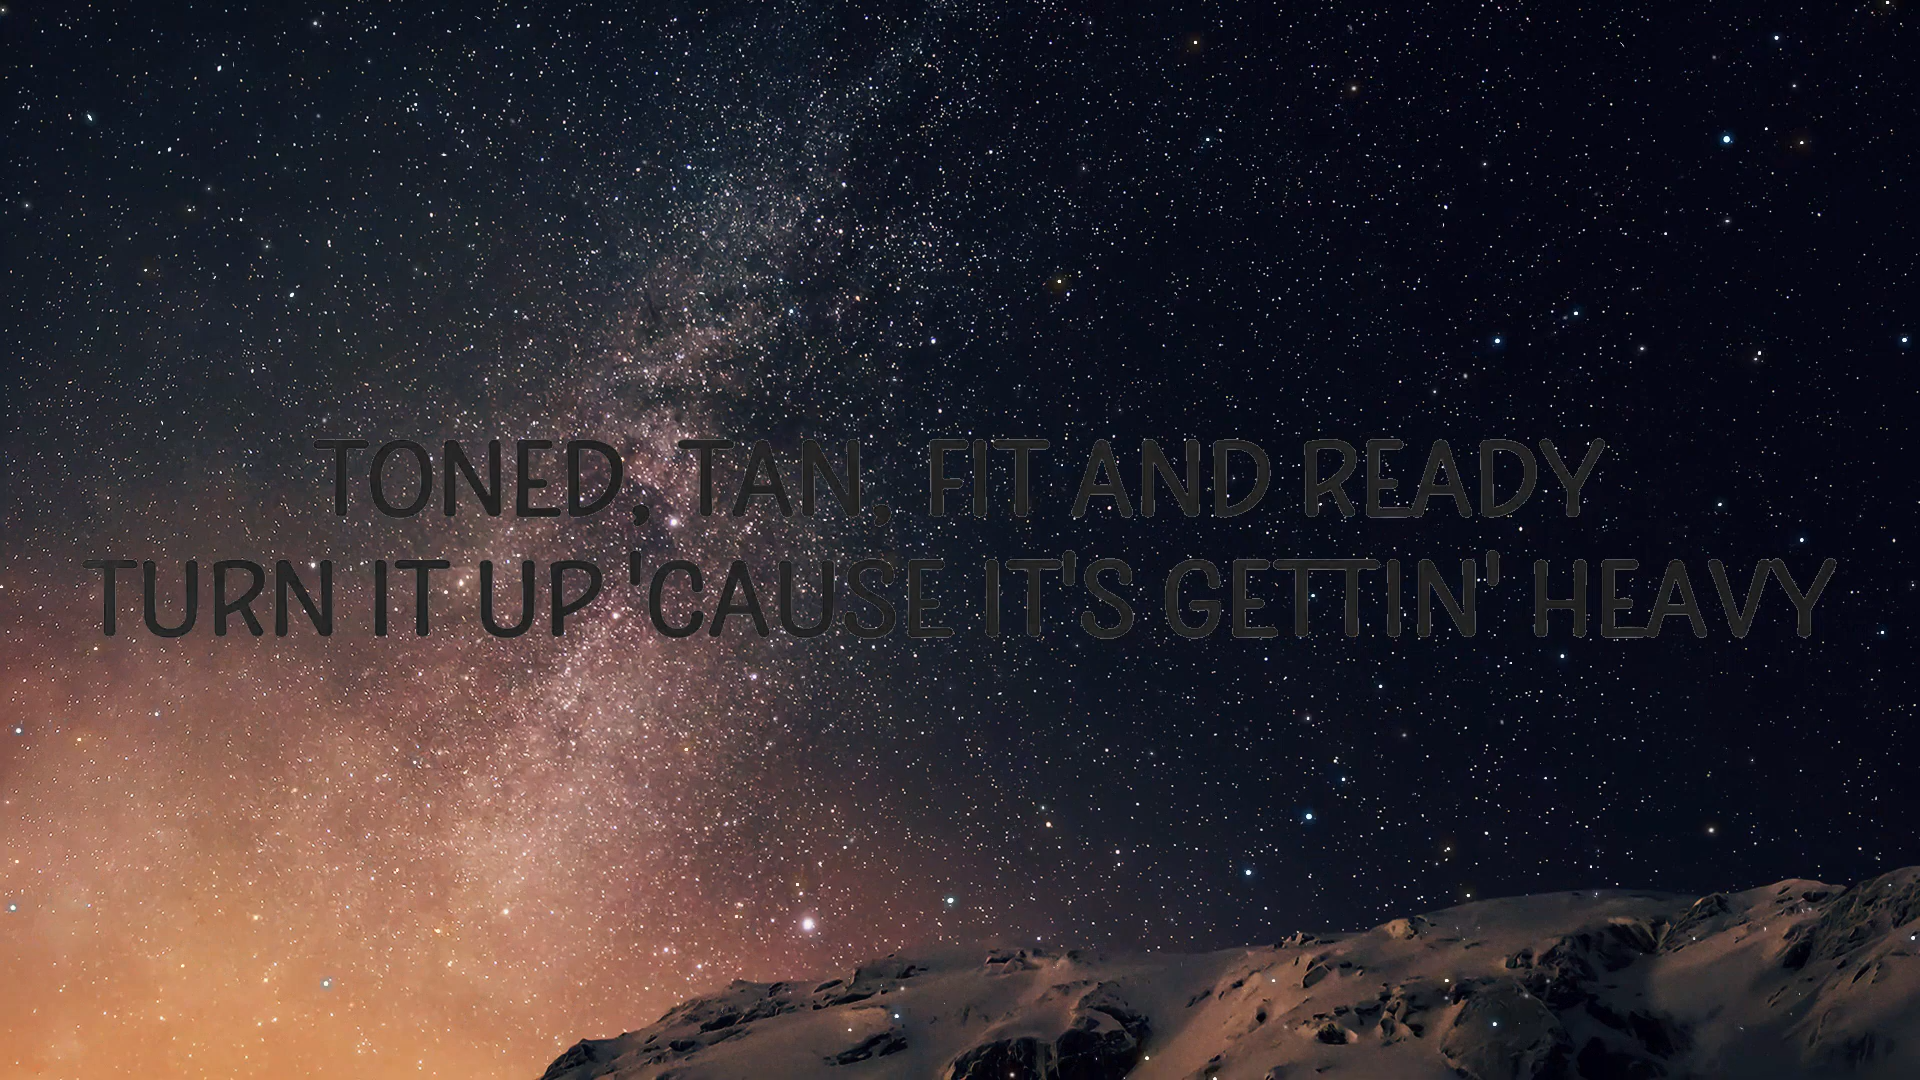 TONED, TAN, FIT AND READY
TURN IT UP 'CAUSE IT'S GETTIN' HEAVY